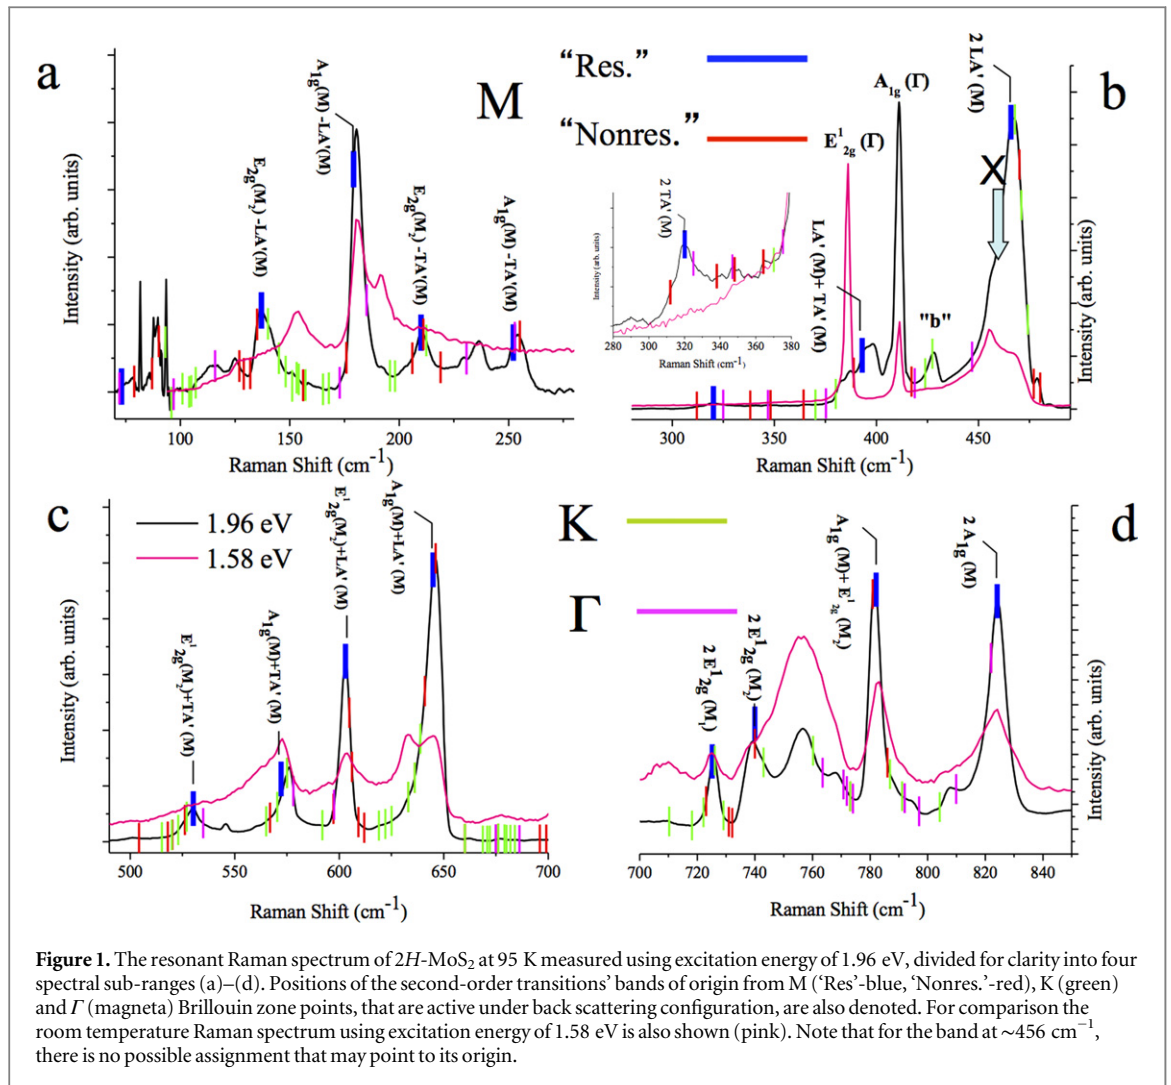 a
M
"Res."
"Nonres."
b
E2g(M2) -LA'(M)
A1g(M) -LA'(M)
E2g(M2) -TA'(M)
A1g(M) -TA'(M)
Intensity (arb. units)
100 150 200 250
Raman Shift (cm-1)
2 LA' (M)
A1g (Γ)
E12g (Γ)
X
LA' (M)+ TA' (M)
"b"
2 TA' (M)
Intensity (arb. units)
280 300 320 340 360 380
Raman Shift (cm-1)
Intensity (arb. units)
300 350 400 450
Raman Shift (cm-1)
c
1.96 eV
1.58 eV
E12g(M2)+TA' (M)
A1g(M)+TA' (M)
E12g(M2)+LA' (M)
A1g(M)+LA' (M)
Intensity (arb. units)
500 550 600 650 700
Raman Shift (cm-1)
K
Γ
d
2 E12g (M1)
2 E12g (M2)
A1g (M)+ E12g (M2)
2 A1g (M)
Intensity (arb. units)
700 720 740 760 780 800 820 840
Raman Shift (cm-1)
Figure 1. The resonant Raman spectrum of 2H-MoS2 at 95 K measured using excitation energy of 1.96 eV, divided for clarity into four
spectral sub-ranges (a)–(d). Positions of the second-order transitions' bands of origin from M ('Res'-blue, 'Nonres.'-red), K (green)
and Γ (magneta) Brillouin zone points, that are active under back scattering configuration, are also denoted. For comparison the
room temperature Raman spectrum using excitation energy of 1.58 eV is also shown (pink). Note that for the band at ~456 cm−1,
there is no possible assignment that may point to its origin.